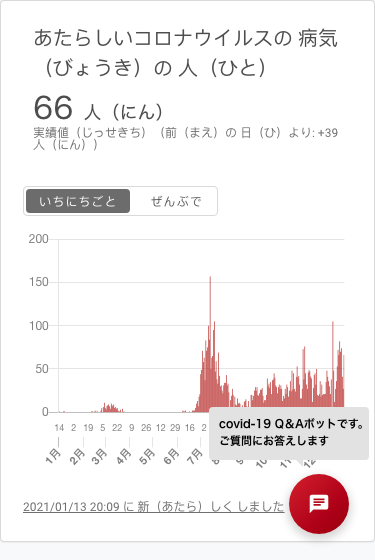 あたらしいコロナウイルスの 病気
（びょうき）の 人（ひと）
66 人（にん）
実績値（じっせきち）（前（まえ）の 日（ひ）より: +39
人（にん））
いちにちごと ぜんぶで
200
150
100
50
0
14 2 19 5 22 9 26 12 29 16 2
1月 2月 3月 4月 5月 6月 7月
covid-19 Q&Aボットです。
ご質問にお答えします
2021/01/13 20:09 に 新（あたら）しく しました